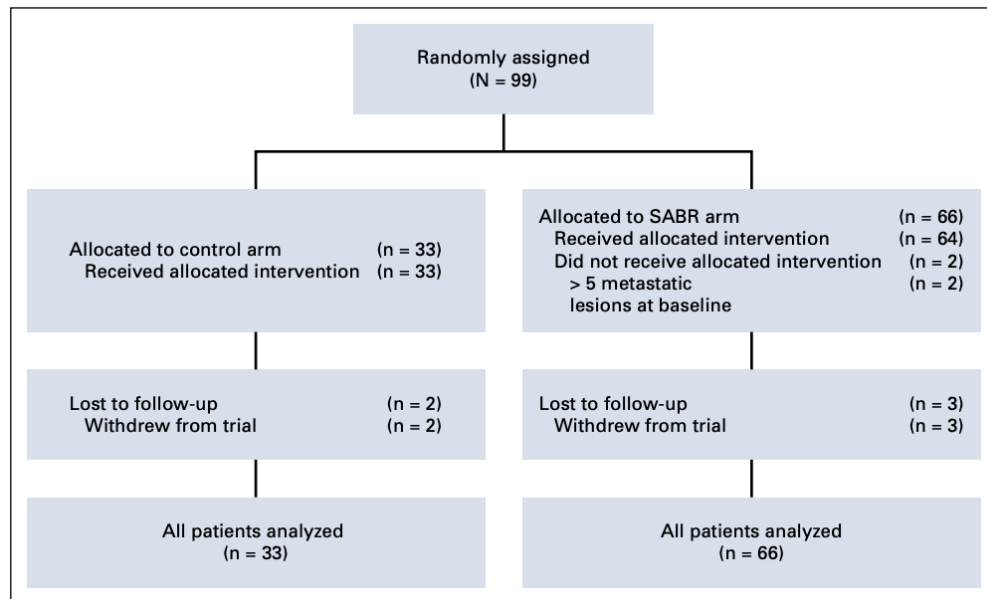 Randomly assigned
(N = 99)
Allocated to control arm (n = 33)
Received allocated intervention (n = 33)
Allocated to SABR arm (n = 66)
Received allocated intervention (n = 64)
Did not receive allocated intervention (n = 2)
> 5 metastatic (n = 2)
lesions at baseline
Lost to follow-up (n = 2)
Withdrew from trial (n = 2)
Lost to follow-up (n = 3)
Withdrew from trial (n = 3)
All patients analyzed
(n = 33)
All patients analyzed
(n = 66)